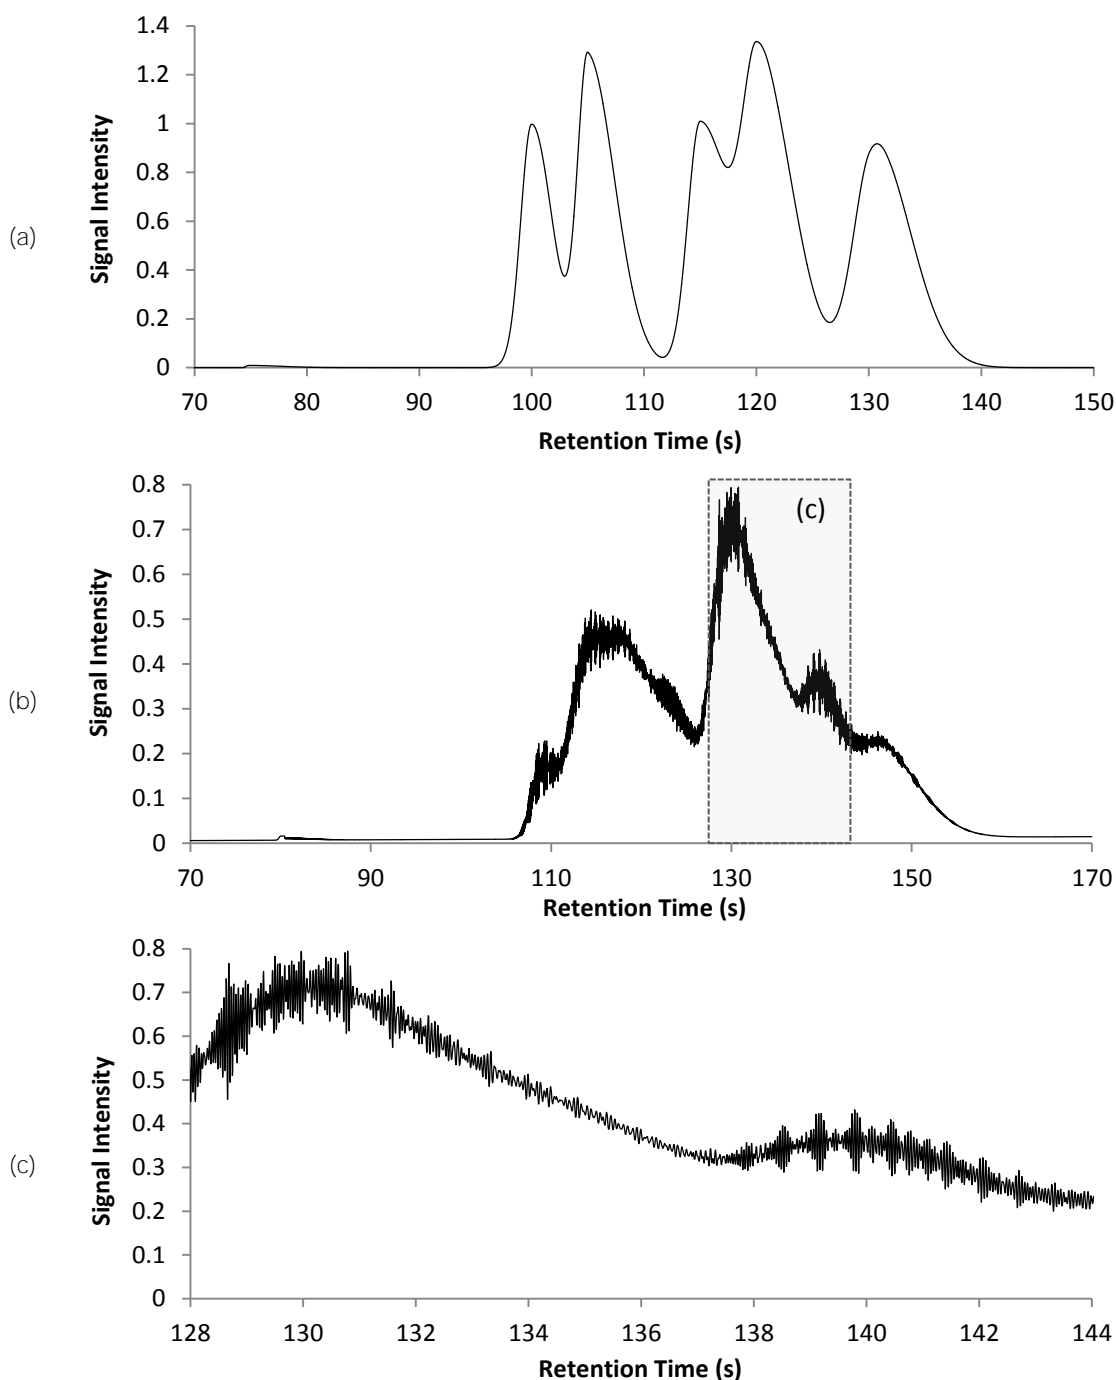 (a)
Signal Intensity
1.4
1.2
1
0.8
0.6
0.4
0.2
0
70 80 90 100 110 120 130 140 150
Retention Time (s)
(b)
Signal Intensity
0.8
0.7
0.6
0.5
0.4
0.3
0.2
0.1
0
(c)
70 90 110 130 150 170
Retention Time (s)
(c)
Signal Intensity
0.8
0.7
0.6
0.5
0.4
0.3
0.2
0.1
0
128 130 132 134 136 138 140 142 144
Retention Time (s)